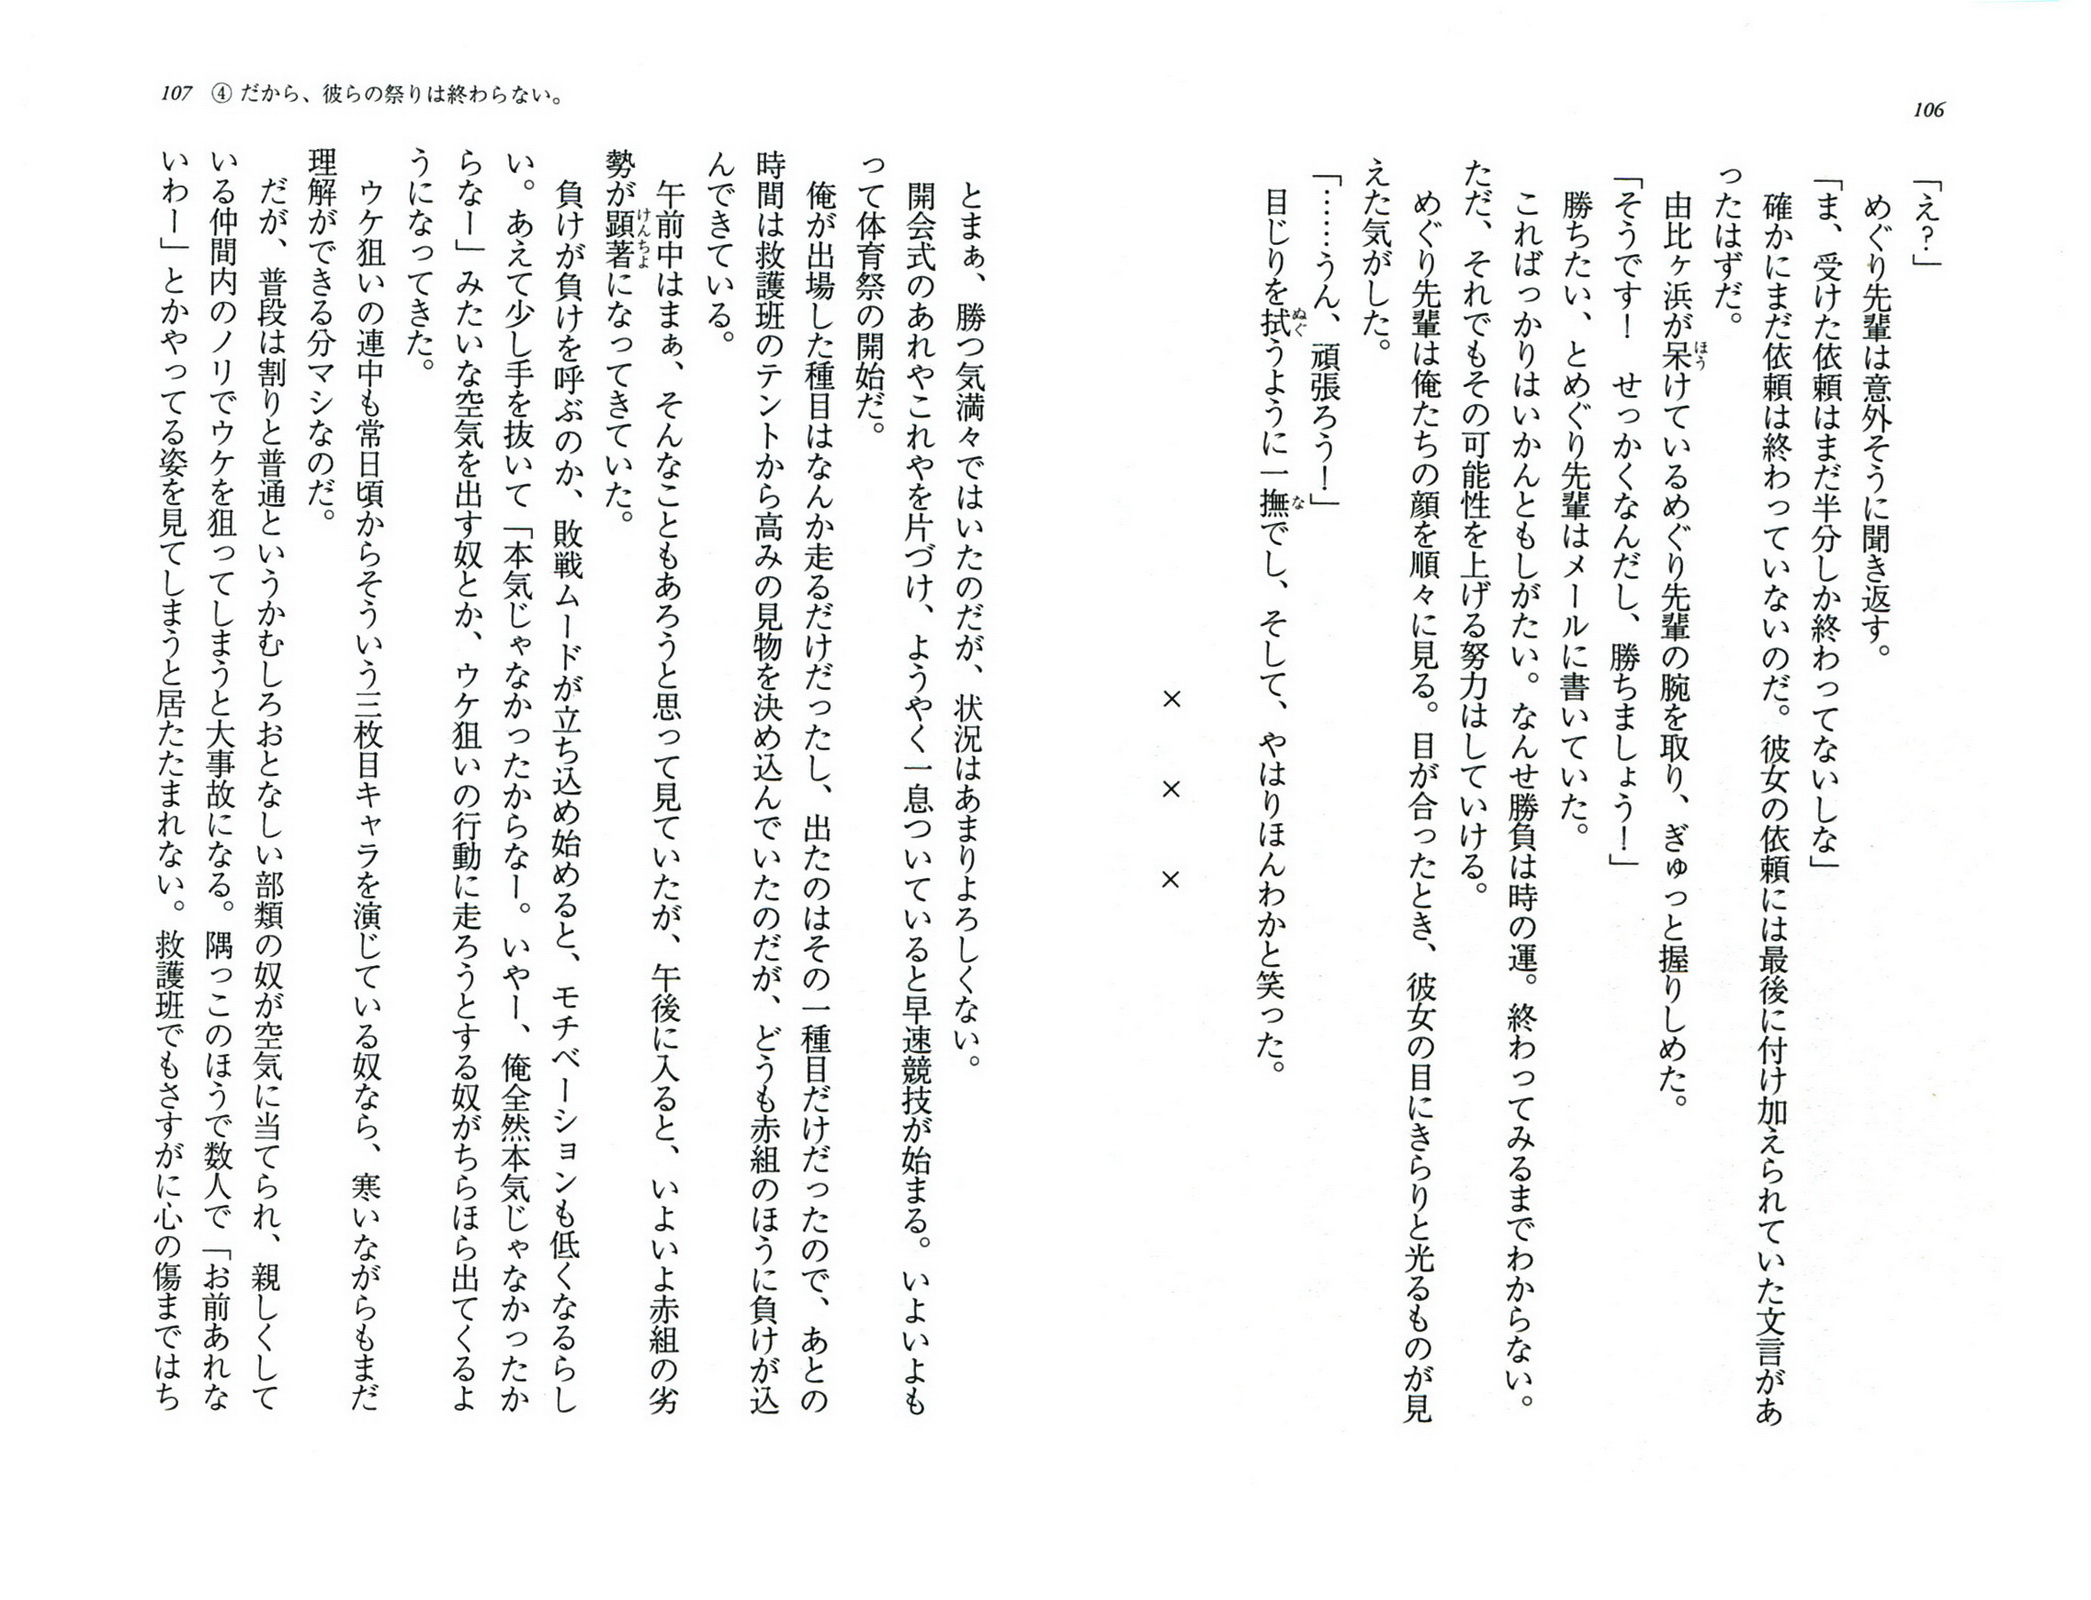 106
「え?」
めぐり先輩は意外そうに聞き返す。
「ま、受けた依頼はまだ半分しか終わってないしな」
確かにまだ依頼は終わっていないのだ。彼女の依頼には最後に付け加えられていた文言があ
ったはずだ。
由比ヶ浜が呆けているめぐり先輩の腕を取り、ぎゅっと握りしめた。
「そうです!　せっかくなんだし、勝ちましょう!」
勝ちたい、とめぐり先輩はメールに書いていた。
こればっかりはいかんともしがたい。なんせ勝負は時の運。終わってみるまでわからない。
ただ、それでもその可能性を上げる努力はしていける。
めぐり先輩は俺たちの顔を順々に見る。目が合ったとき、彼女の目にきらりと光るものが見
えた気がした。
「……うん、頑張ろう!」
目じりを拭うように一撫でし、そして、やはりほんわかと笑った。
× × ×
107 ④ だから、彼らの祭りは終わらない。
とまぁ、勝つ気満々ではいたのだが、状況はあまりよろしくない。
開会式のあれやこれやを片づけ、ようやく一息ついていると早速競技が始まる。いよいよも
って体育祭の開始だ。
俺が出場した種目はなんか走るだけだったし、出たのはその一種目だけだったので、あとの
時間は救護班のテントから高みの見物を決め込んでいたのだが、どうも赤組のほうに負けが込
んできている。
午前中はまぁ、そんなこともあろうと思って見ていたが、午後に入ると、いよいよ赤組の劣
勢が顕著になってきていた。
負けが負けを呼ぶのか、敗戦ムードが立ち込め始めると、モチベーションも低くなるらし
い。あえて少し手を抜いて「本気じゃなかったからなー。いやー、俺全然本気じゃなかったか
らなー」みたいな空気を出す奴とか、ウケ狙いの行動に走ろうとする奴がちらほら出てくるよ
うになってきた。
ウケ狙いの連中も常日頃からそういう三枚目キャラを演じている奴なら、寒いながらもまだ
理解ができる分マシなのだ。
だが、普段は割りと普通というかむしろおとなしい部類の奴が空気に当てられ、親しくして
いる仲間内のノリでウケを狙ってしまうと大事故になる。隅っこのほうで数人で「お前あれな
いわー」とかやってる姿を見てしまうと居たたまれない。救護班でもさすがに心の傷まではち